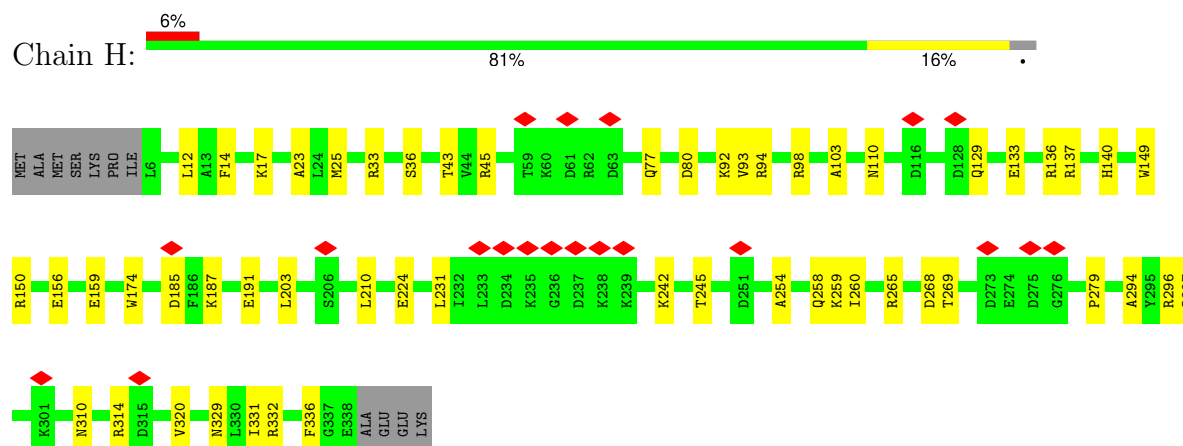 6%
Chain H:
81% 16% •
MET ALA MET SER LYS PRO ILE L6 L12 A13 F14 K17 A23 L24 M25 R33 S36 T43 V44 R45 T59 K60 D61 R62 D63 Q77 D80 K92 V93 R94 R98 A103 N110 D116 D128 Q129 E133 R136 R137 H140 W149
R150 E156 E159 W174 D185 F186 K187 E191 L203 S206 L210 E224 L231 I232 L233 D234 K235 G236 D237 K238 K239 K242 T245 D251 A254 Q258 K259 I260 R265 D268 T269 D273 E274 D275 G276 P279 A294 Y295 R296
K301 N310 R314 D315 V320 N329 L330 I331 R332 F336 G337 E338 ALA GLU GLU LYS